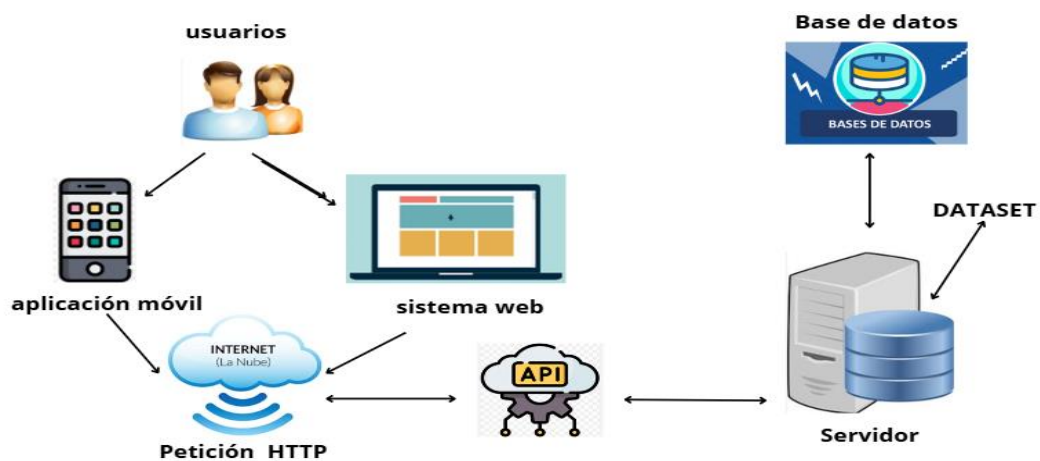 usuarios
Base de datos
BASES DE DATOS
DATASET
aplicación móvil
sistema web
INTERNET
(La Nube)
API
Petición HTTP
Servidor